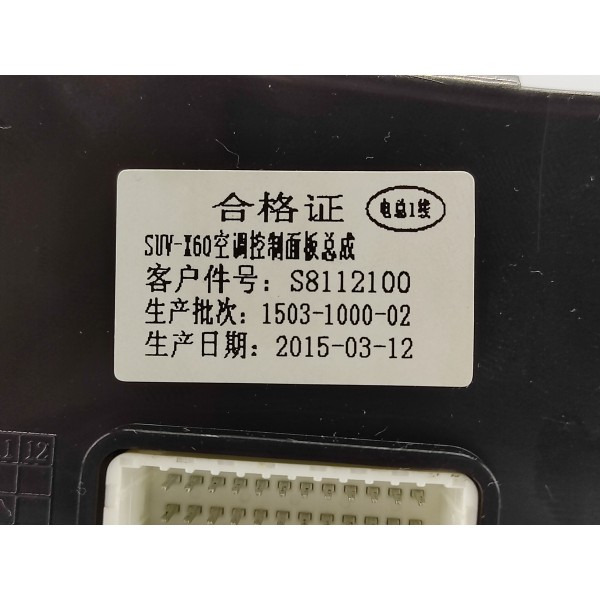 合格证 电总1线
SUV-X60空调控制面板总成
客户件号：S8112100
生产批次：1503-1000-02
生产日期：2015-03-12
1 12